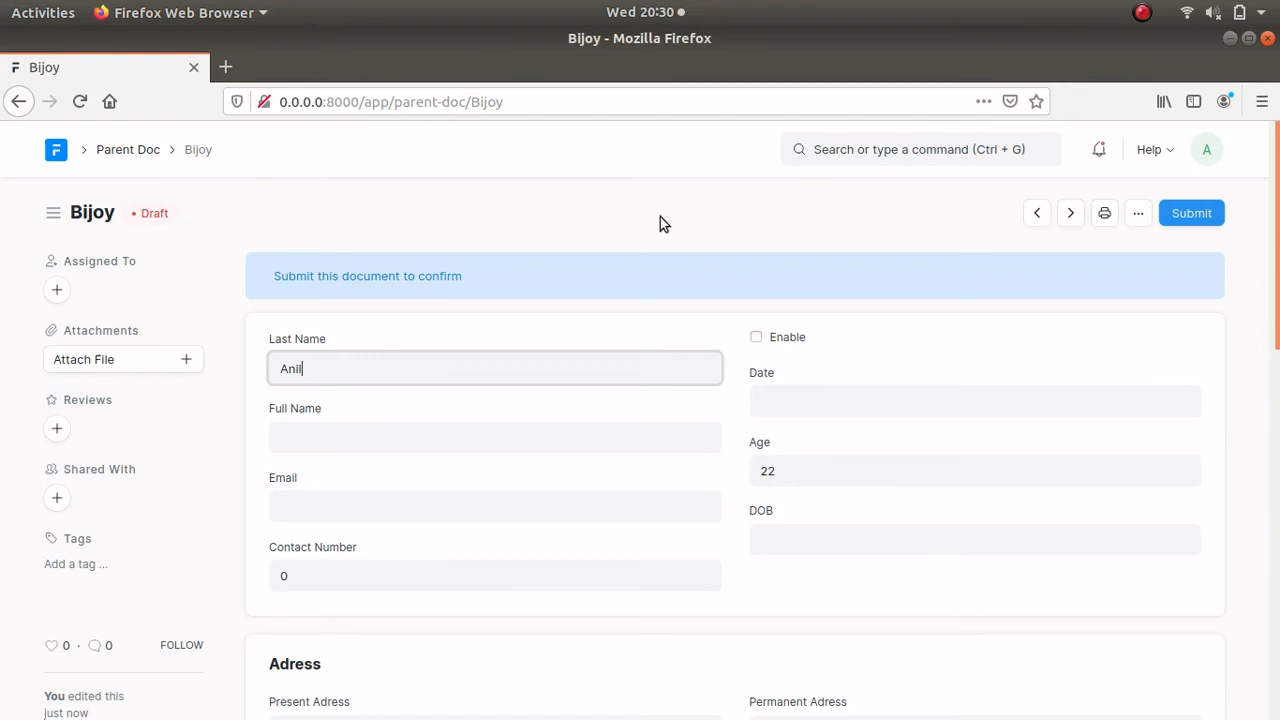 Activities Firefox Web Browser Wed 20:30
Bijoy - Mozilla Firefox
Bijoy
0.0.0.0:8000/app/parent-doc/Bijoy
Parent Doc Bijoy Search or type a command (Ctrl + G) Help A
Bijoy Draft Submit
Assigned To
Submit this document to confirm
Attachments
Attach File
Reviews
Shared With
Tags
Add a tag ...
0 · 0 FOLLOW
You edited this
just now
Last Name
Anil
Full Name
Email
Contact Number
0
Enable
Date
Age
22
DOB
Adress
Present Adress
Permanent Adress